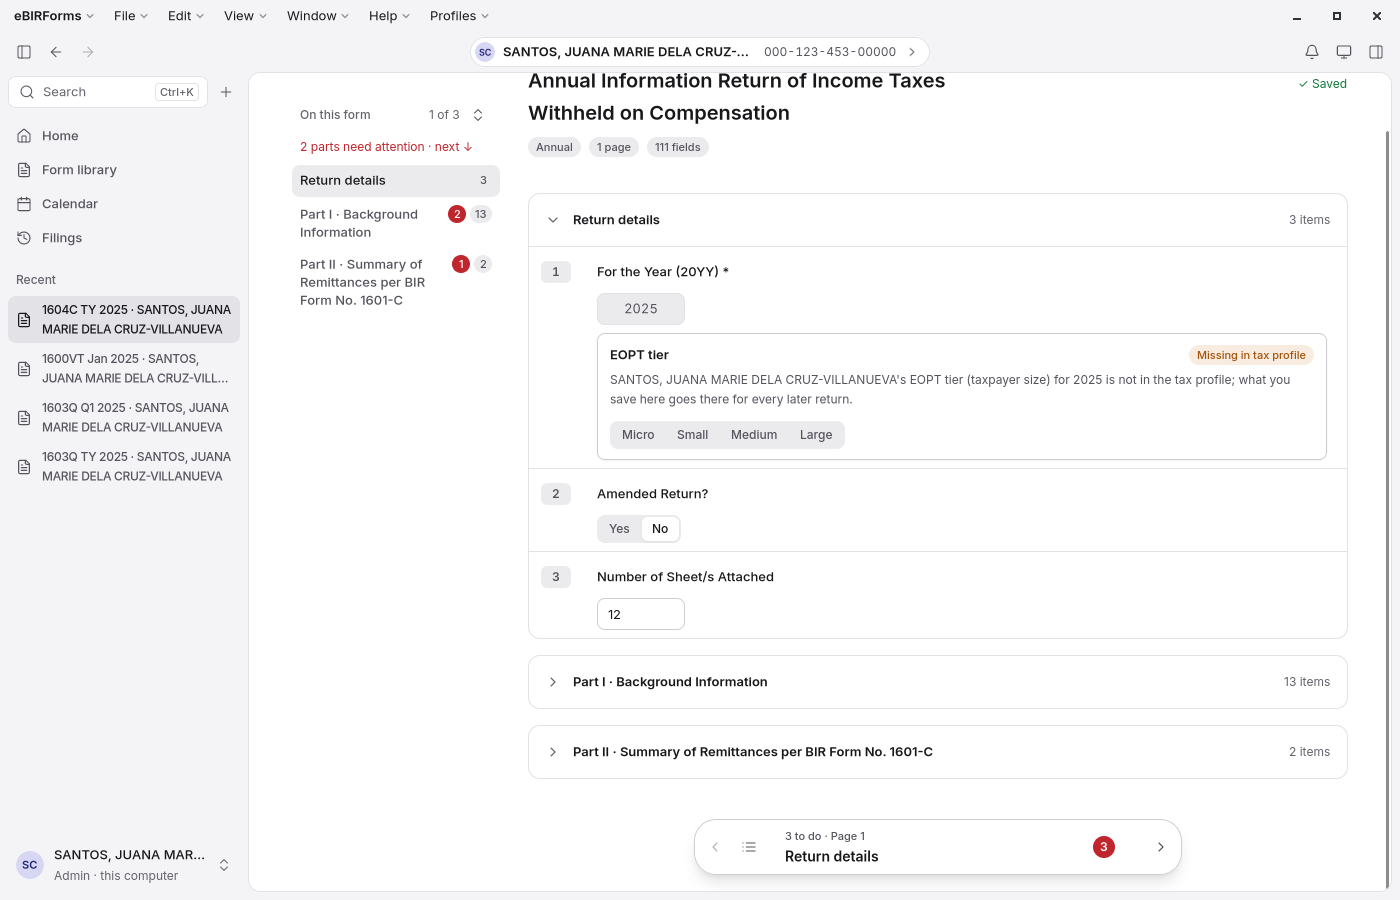 eBIRForms File Edit View Window Help Profiles
SC SANTOS, JUANA MARIE DELA CRUZ-... 000-123-453-00000
Search Ctrl+K
Home
Form library
Calendar
Filings
Recent
1604C TY 2025 · SANTOS, JUANA
MARIE DELA CRUZ-VILLANUEVA
1600VT Jan 2025 · SANTOS,
JUANA MARIE DELA CRUZ-VILL...
1603Q Q1 2025 · SANTOS, JUANA
MARIE DELA CRUZ-VILLANUEVA
1603Q TY 2025 · SANTOS, JUANA
MARIE DELA CRUZ-VILLANUEVA
SC SANTOS, JUANA MAR...
Admin · this computer
On this form 1 of 3
2 parts need attention · next ↓
Return details 3
Part I · Background 2 13
Information
Part II · Summary of 1 2
Remittances per BIR
Form No. 1601-C
Annual Information Return of Income Taxes
Withheld on Compensation
✓ Saved
Annual 1 page 111 fields
Return details 3 items
1 For the Year (20YY) *
2025
EOPT tier Missing in tax profile
SANTOS, JUANA MARIE DELA CRUZ-VILLANUEVA's EOPT tier (taxpayer size) for 2025 is not in the tax profile; what you
save here goes there for every later return.
Micro Small Medium Large
2 Amended Return?
Yes No
3 Number of Sheet/s Attached
12
Part I · Background Information 13 items
Part II · Summary of Remittances per BIR Form No. 1601-C 2 items
3 to do · Page 1
Return details 3